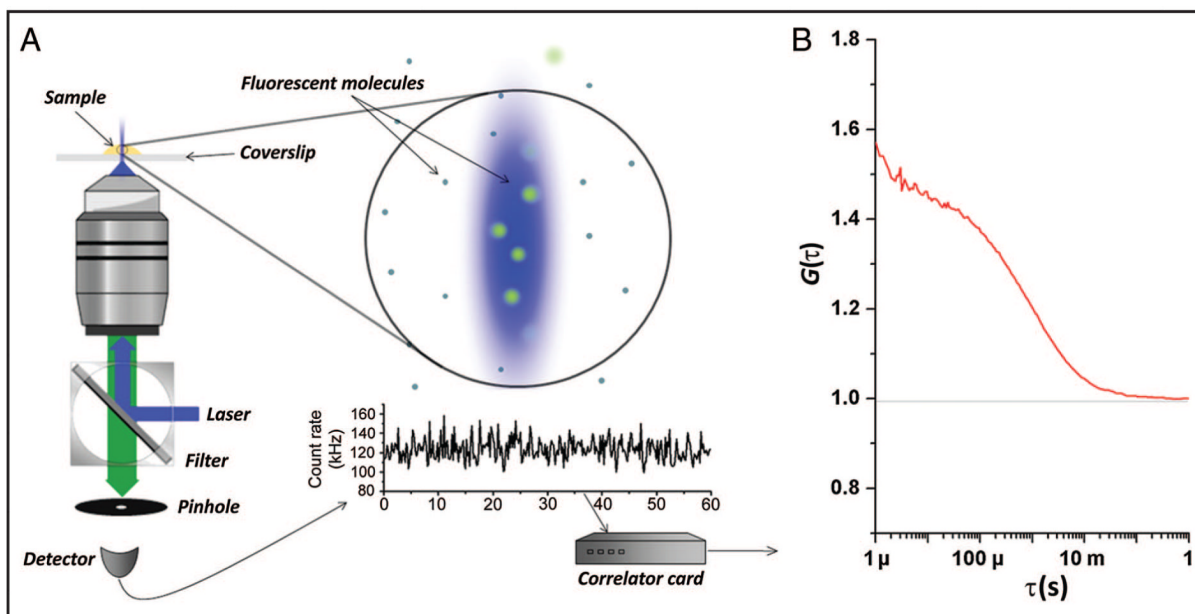 A
Fluorescent molecules
Sample
Coverslip
Laser
Filter
Pinhole
Detector
Count rate
(kHz)
160
140
120
100
80
0 10 20 30 40 50 60
Correlator card
B
1.8
1.6
1.4
1.2
1.0
0.8
G(τ)
1 μ 100 μ 10 m 1
τ(s)